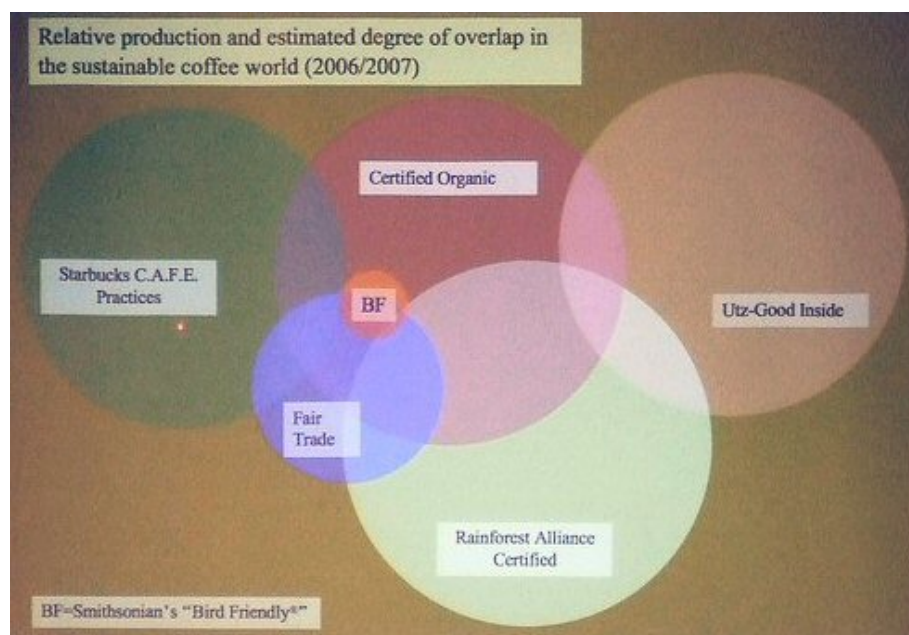 Relative production and estimated degree of overlap in
the sustainable coffee world (2006/2007)
Certified Organic
Starbucks C.A.F.E.
Practices
BF
Utz-Good Inside
Fair
Trade
Rainforest Alliance
Certified
BF=Smithsonian's "Bird Friendly®"